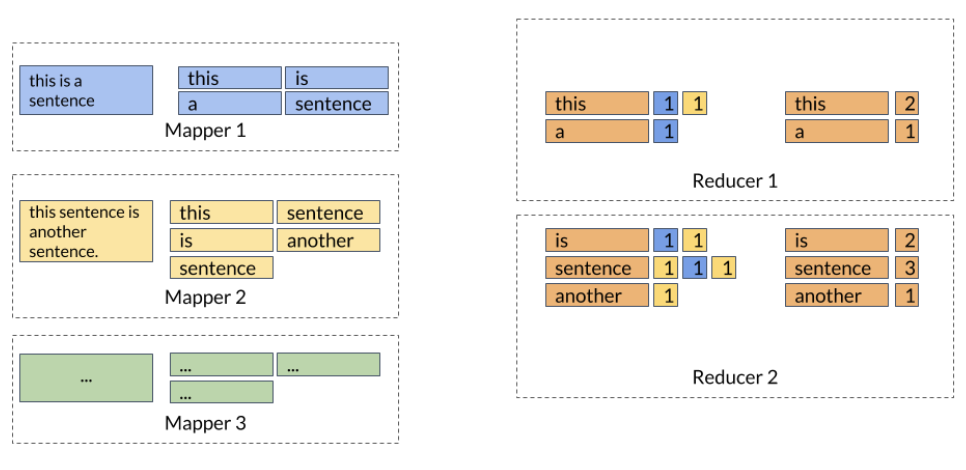 this is a
sentence
this is
a sentence
Mapper 1
this sentence is
another
sentence.
this sentence
is another
sentence
Mapper 2
...
... ...
...
Mapper 3
this 1 1 this 2
a 1 a 1
Reducer 1
is 1 1 is 2
sentence 1 1 1 sentence 3
another 1 another 1
Reducer 2